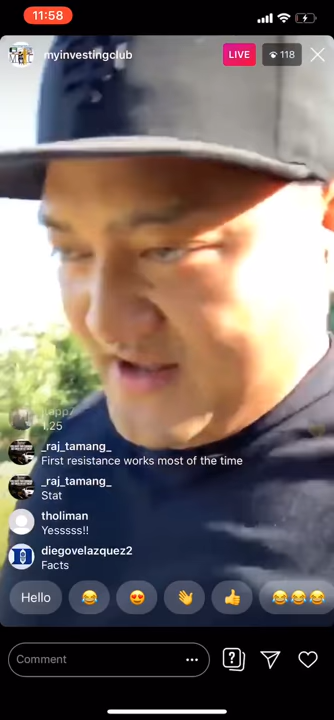 11:58
myinvestingclub
LIVE
118
1.25
_raj_tamang_
First resistance works most of the time
_raj_tamang_
Stat
tholiman
Yesssss!!
diegovelazquez2
Facts
Hello
Comment